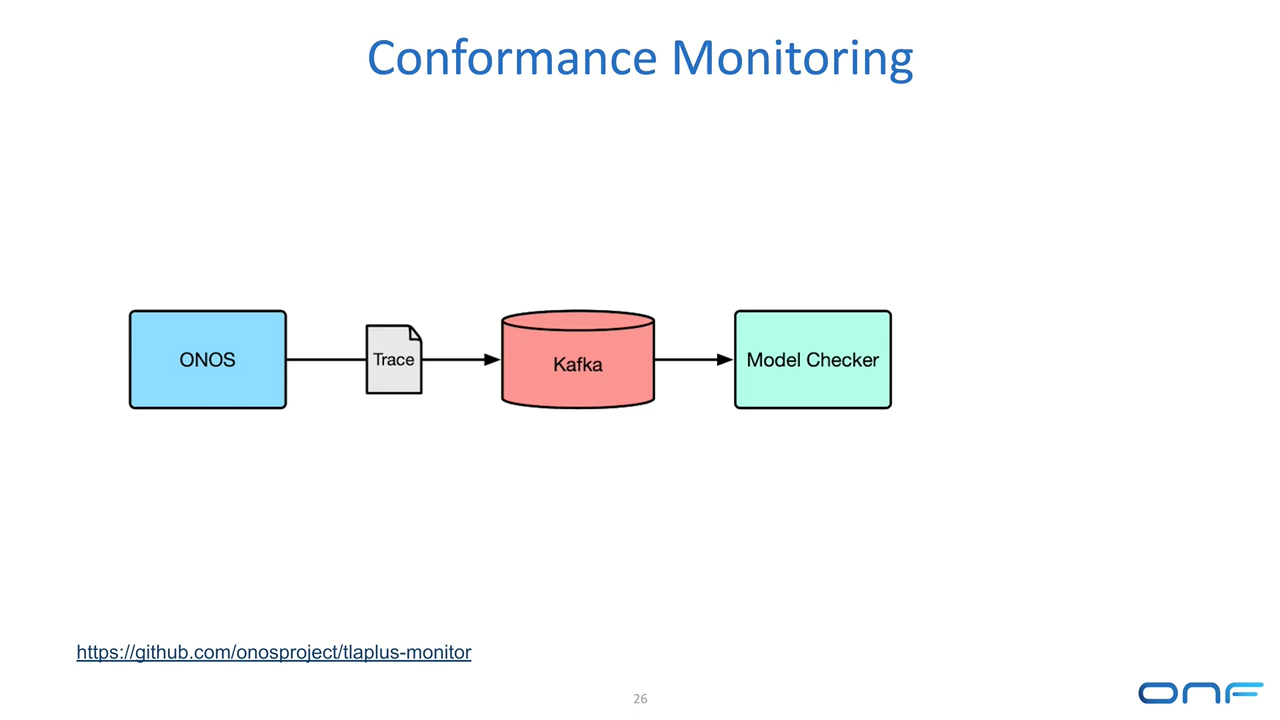 Conformance Monitoring
ONOS
Trace
Kafka
Model Checker
https://github.com/onosproject/tlaplus-monitor
26
ONF